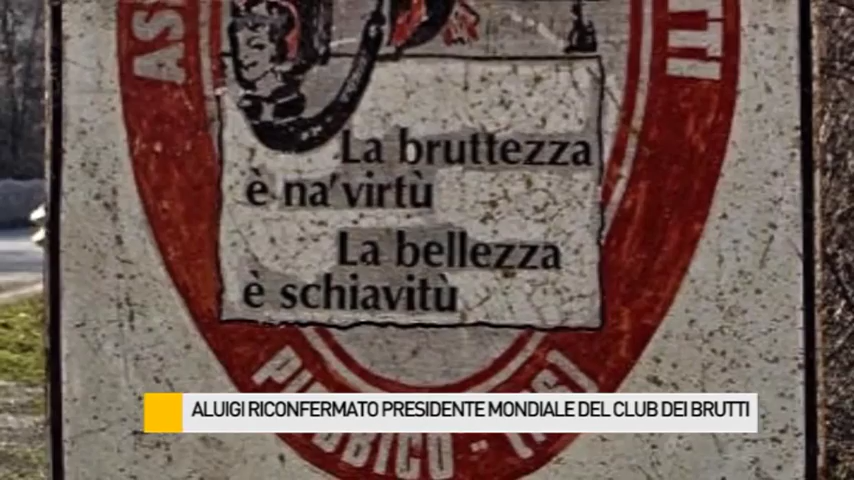 La bruttezza
è na' virtù
La bellezza
è schiavitù
ALUIGI RICONFERMATO PRESIDENTE MONDIALE DEL CLUB DEI BRUTTI